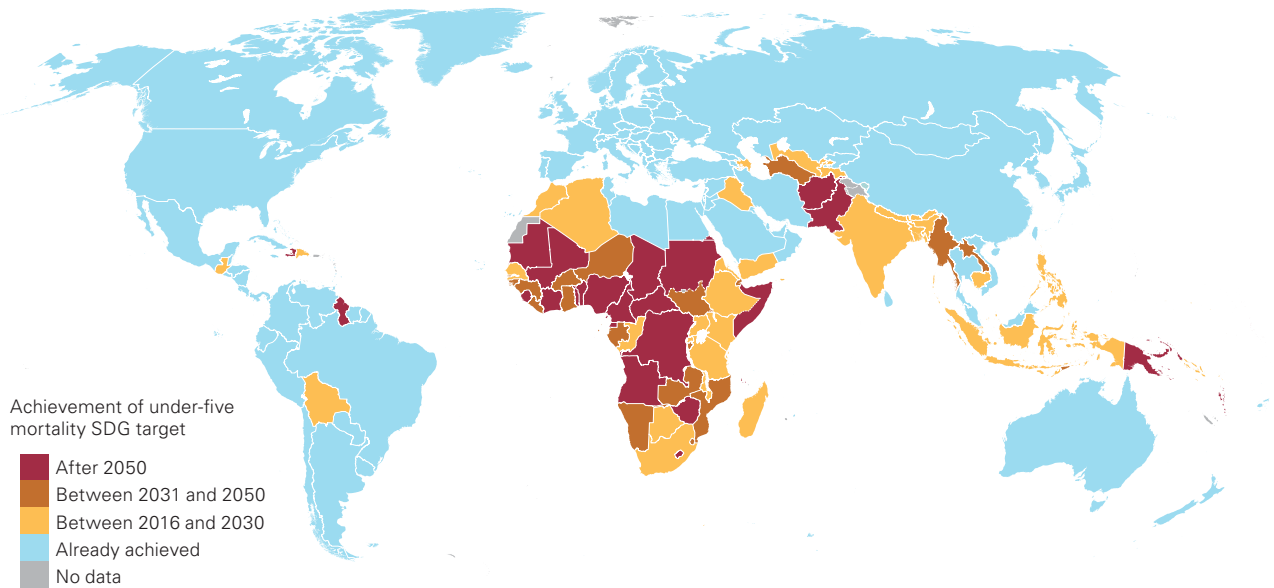 Achievement of under-five
mortality SDG target
After 2050
Between 2031 and 2050
Between 2016 and 2030
Already achieved
No data